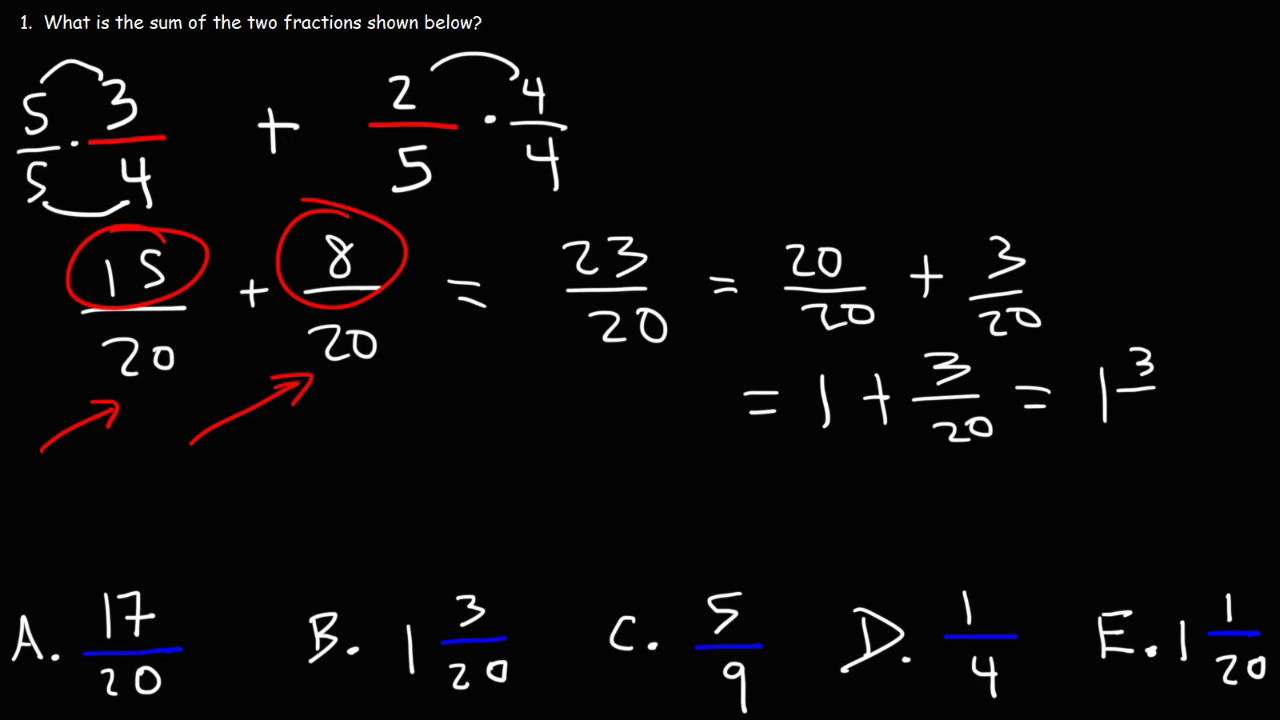 1. What is the sum of the two fractions shown below?
5/5 · 3/4 + 2/5 · 4/4
15/20 + 8/20 = 23/20 = 20/20 + 3/20
= 1 + 3/20 = 1 3/
A. 17/20 B. 1 3/20 C. 5/9 D. 1/4 E. 1 1/20